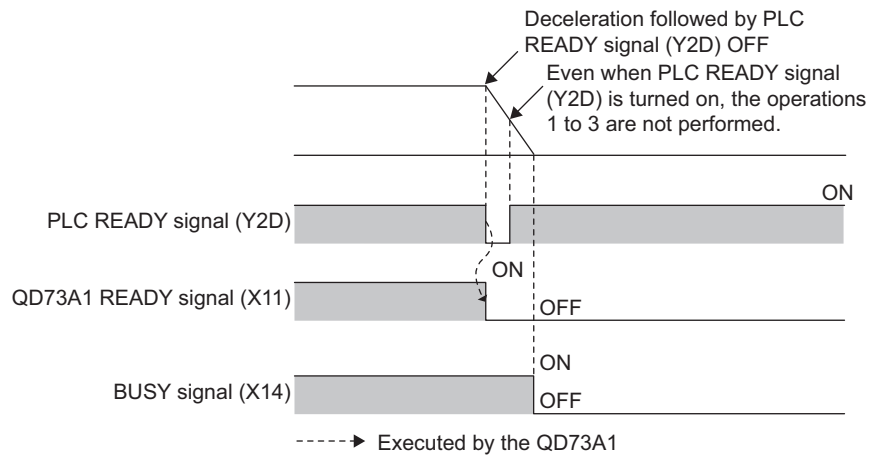 Deceleration followed by PLC
READY signal (Y2D) OFF
Even when PLC READY signal
(Y2D) is turned on, the operations
1 to 3 are not performed.
ON
PLC READY signal (Y2D)
ON
QD73A1 READY signal (X11)
OFF
ON
BUSY signal (X14)
OFF
Executed by the QD73A1